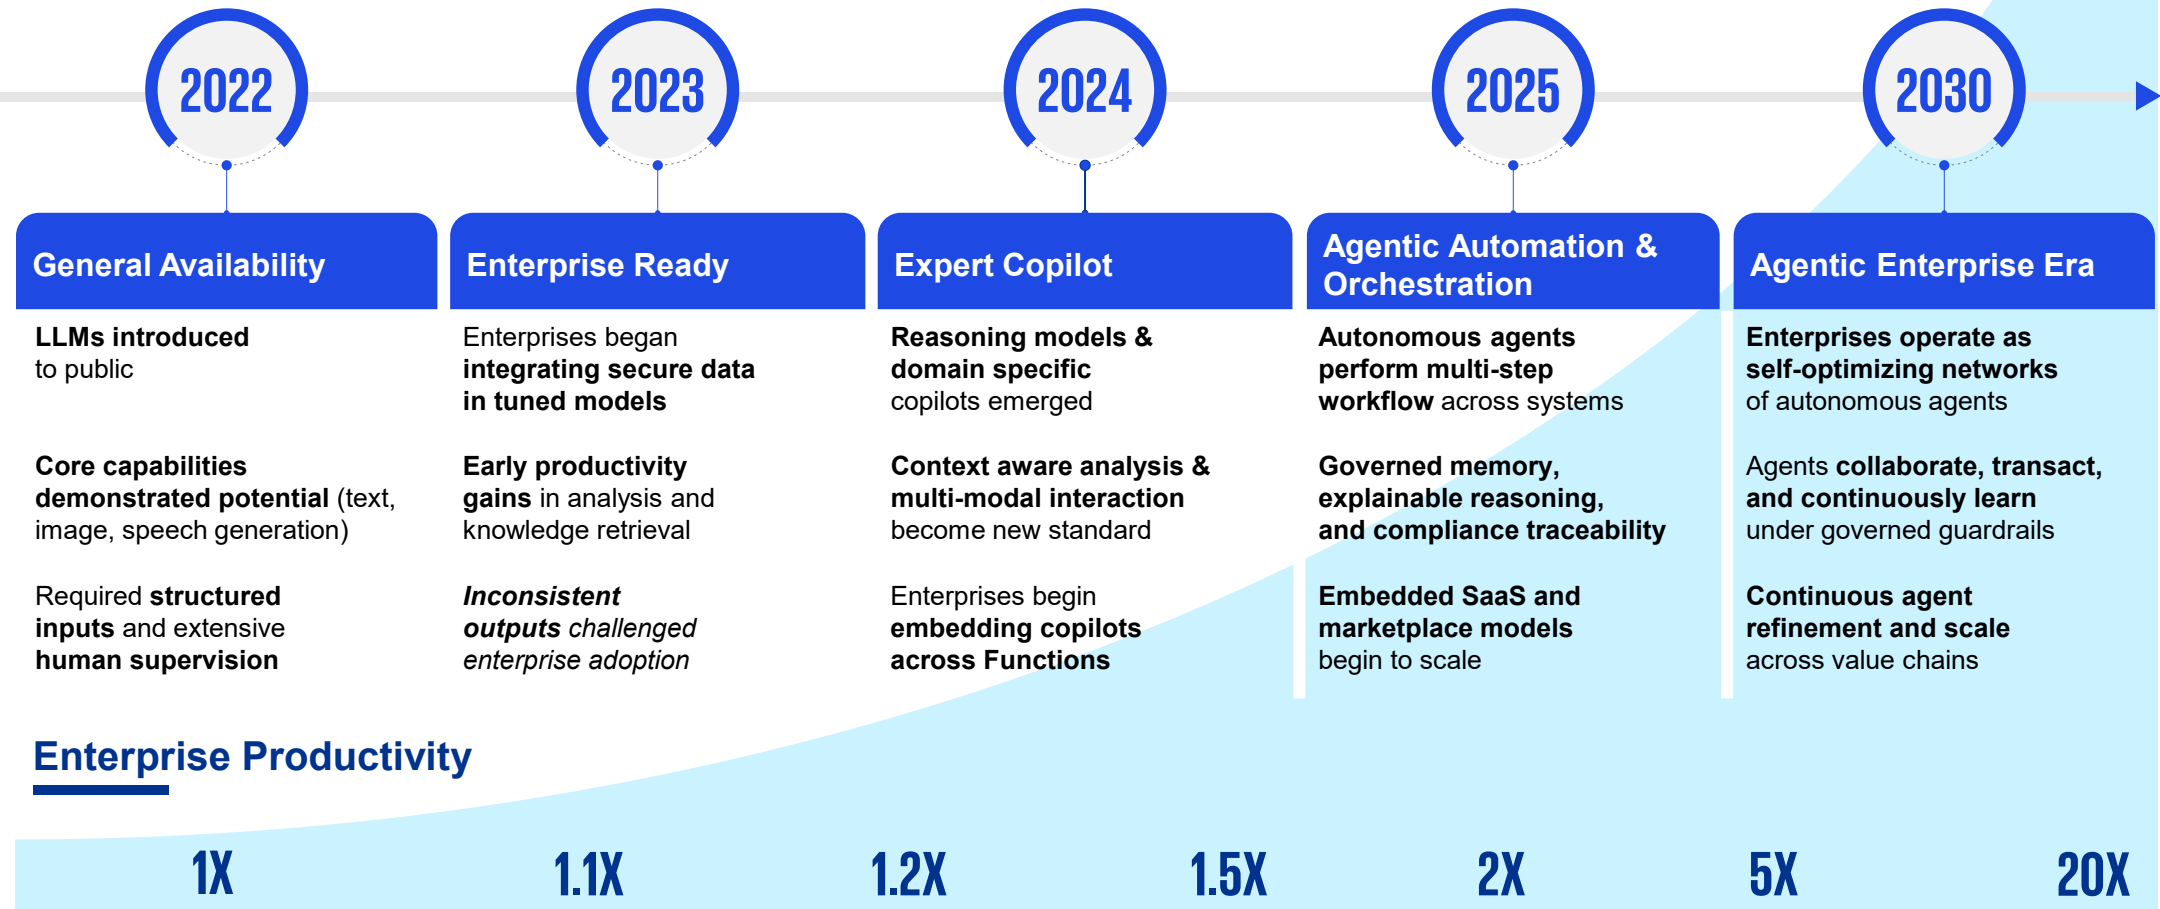 2022
2023
2024
2025
2030
General Availability
LLMs introduced
to public
Core capabilities
demonstrated potential (text,
image, speech generation)
Required structured
inputs and extensive
human supervision
Enterprise Ready
Enterprises began
integrating secure data
in tuned models
Early productivity
gains in analysis and
knowledge retrieval
Inconsistent
outputs challenged
enterprise adoption
Expert Copilot
Reasoning models &
domain specific
copilots emerged
Context aware analysis &
multi-modal interaction
become new standard
Enterprises begin
embedding copilots
across Functions
Agentic Automation &
Orchestration
Autonomous agents
perform multi-step
workflow across systems
Governed memory,
explainable reasoning,
and compliance traceability
Embedded SaaS and
marketplace models
begin to scale
Agentic Enterprise Era
Enterprises operate as
self-optimizing networks
of autonomous agents
Agents collaborate, transact,
and continuously learn
under governed guardrails
Continuous agent
refinement and scale
across value chains
Enterprise Productivity
1X
1.1X
1.2X
1.5X
2X
5X
20X